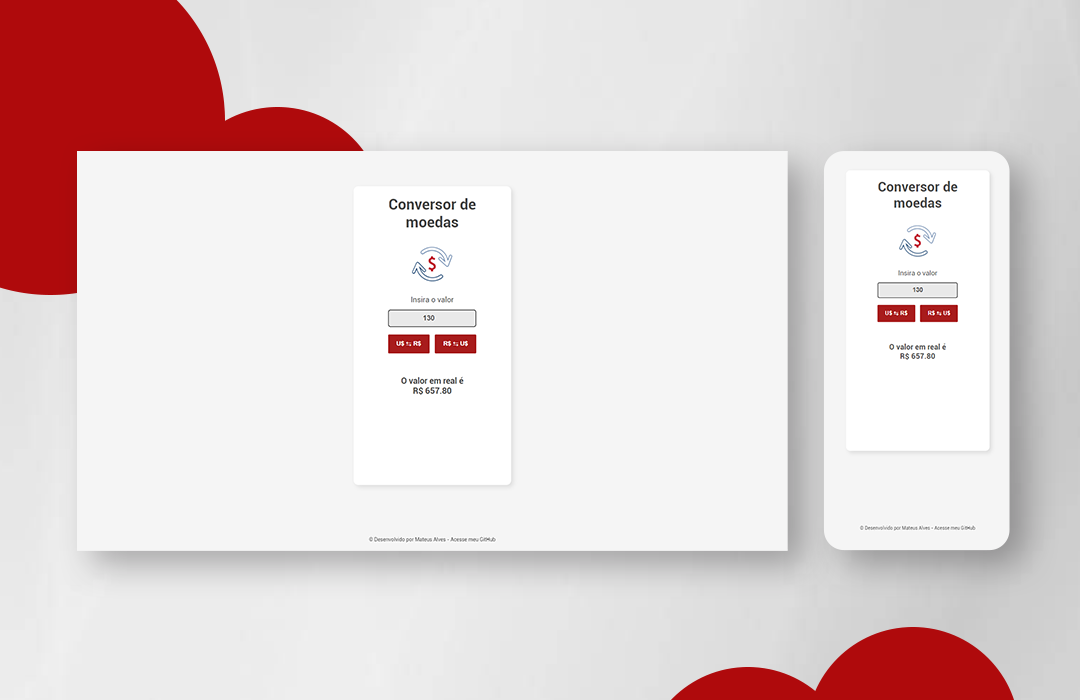 Conversor de
moedas
$
Insira o valor
130
U$ ⇆ R$ R$ ⇆ U$
O valor em real é
R$ 657.80
© Desenvolvido por Mateus Alves - Acesse meu GitHub
Conversor de
moedas
$
Insira o valor
130
U$ ⇆ R$ R$ ⇆ U$
O valor em real é
R$ 657.80
© Desenvolvido por Mateus Alves - Acesse meu GitHub